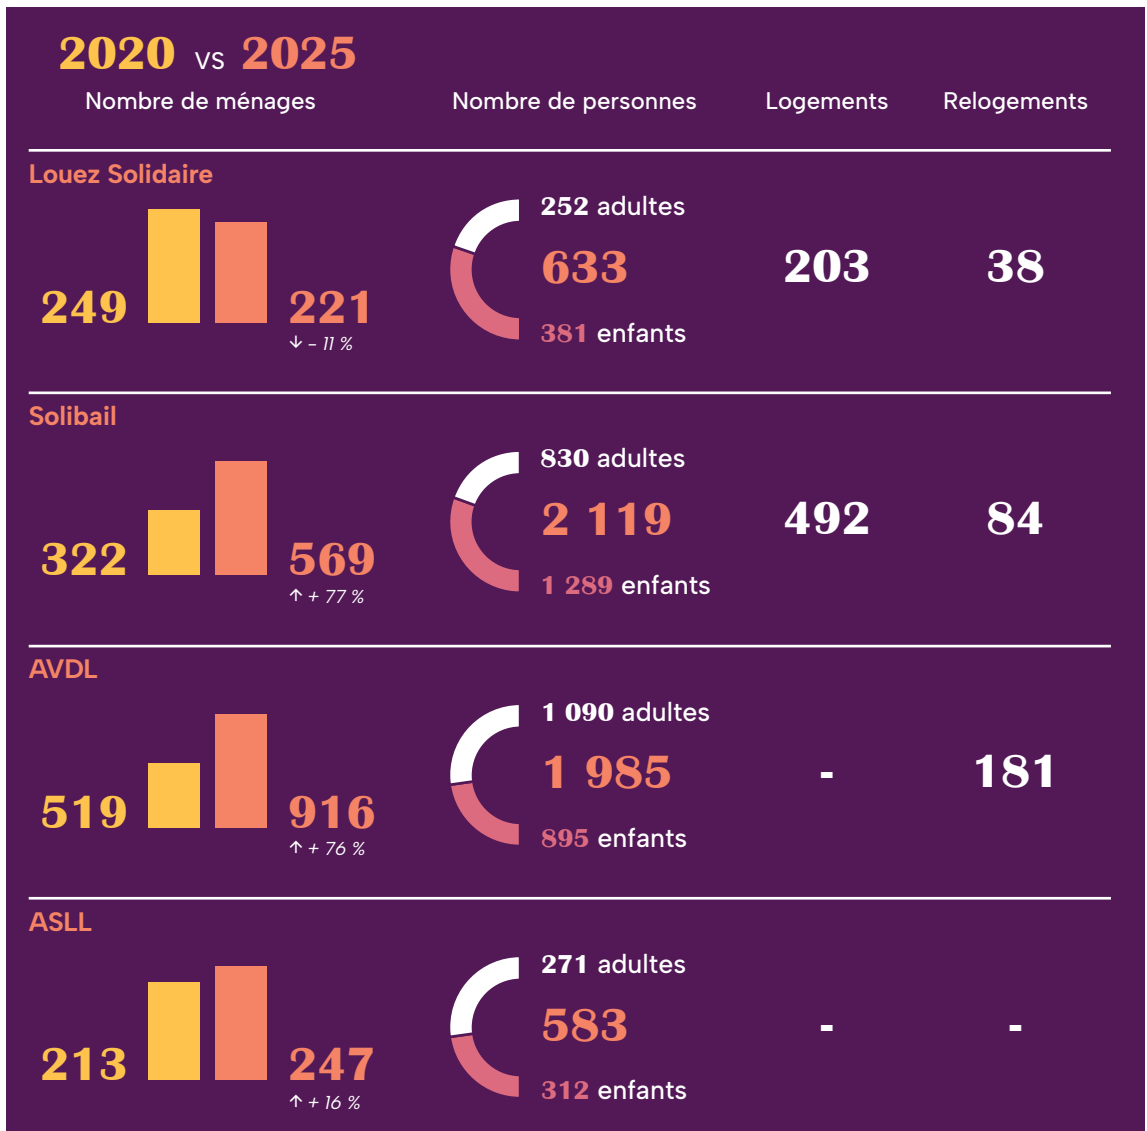 2020 vs 2025
Nombre de ménages
Nombre de personnes
Logements
Relogements
Louez Solidaire
249
221
↓ - 11 %
252 adultes
633
381 enfants
203
38
Solibail
322
569
↑ + 77 %
830 adultes
2 119
1 289 enfants
492
84
AVDL
519
916
↑ + 76 %
1 090 adultes
1 985
895 enfants
-
181
ASLL
213
247
↑ + 16 %
271 adultes
583
312 enfants
-
-